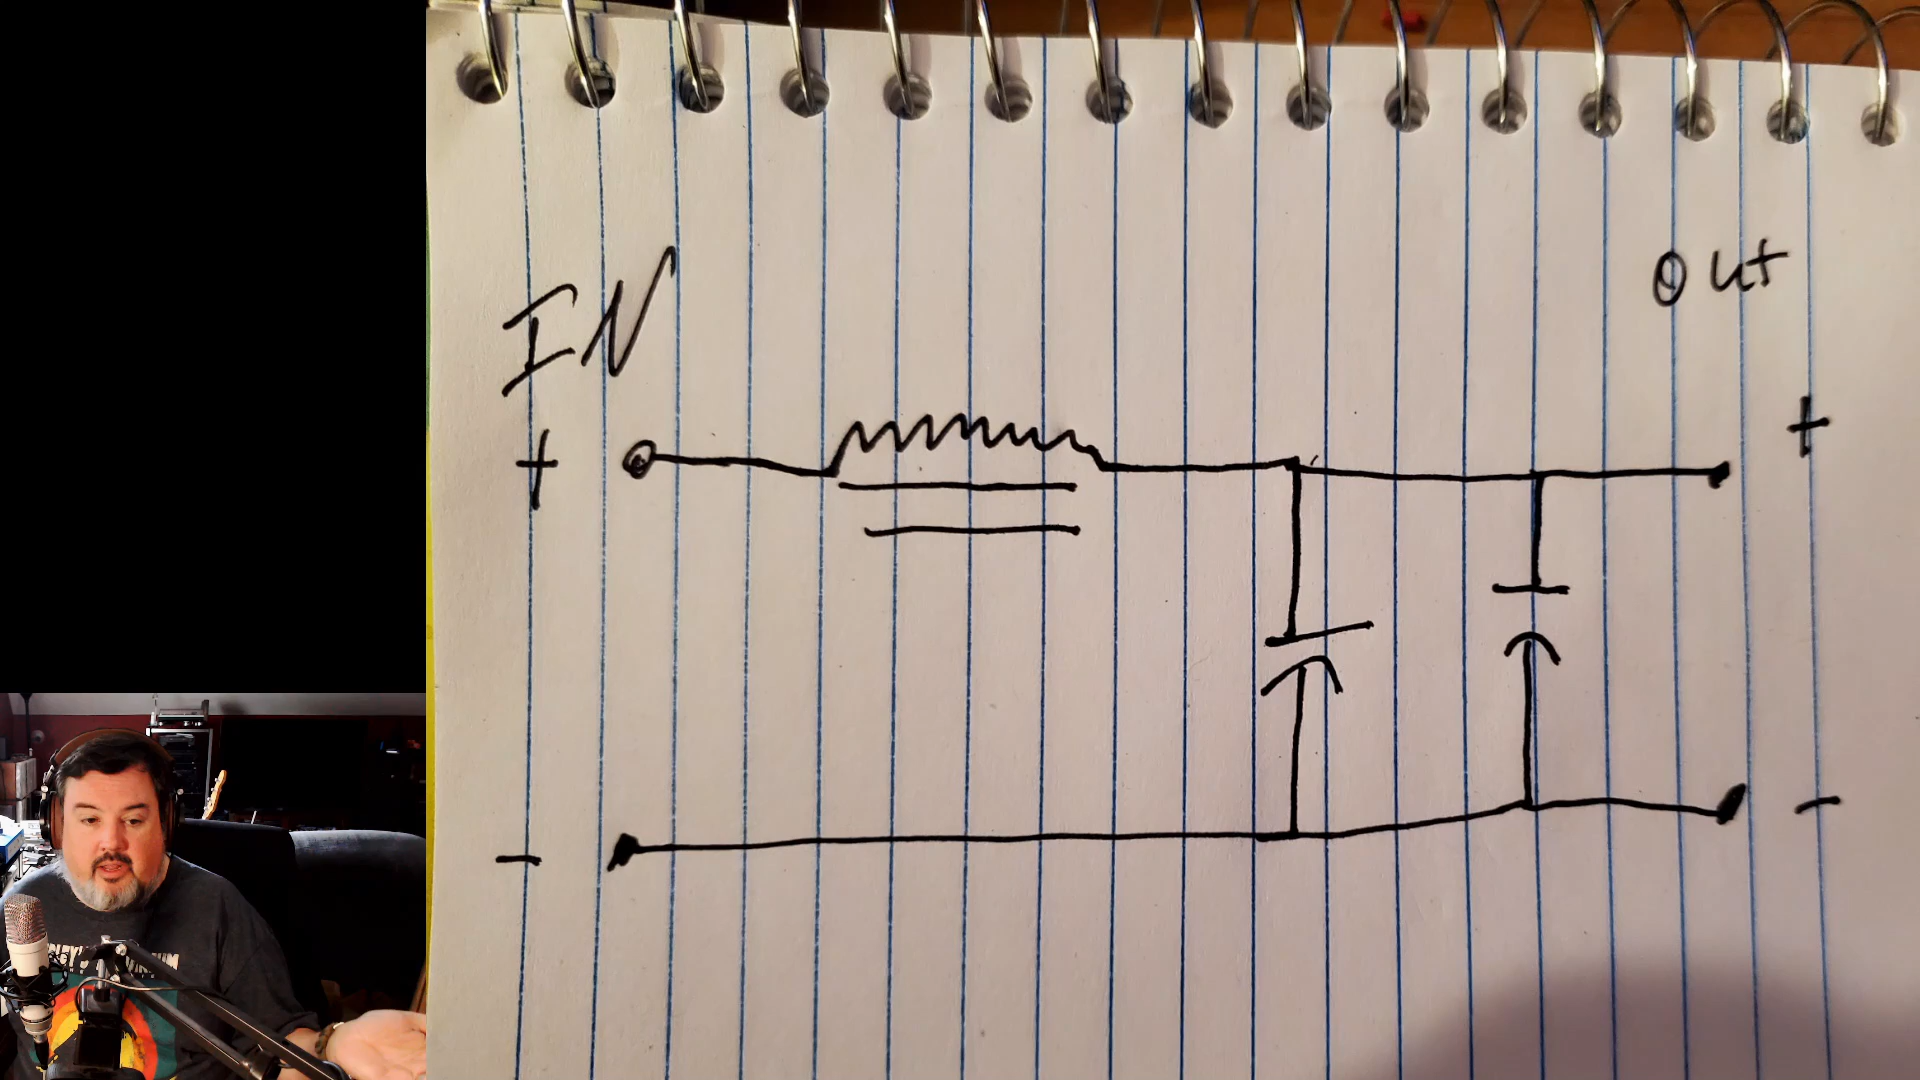 IN
Out
+
+
-
-